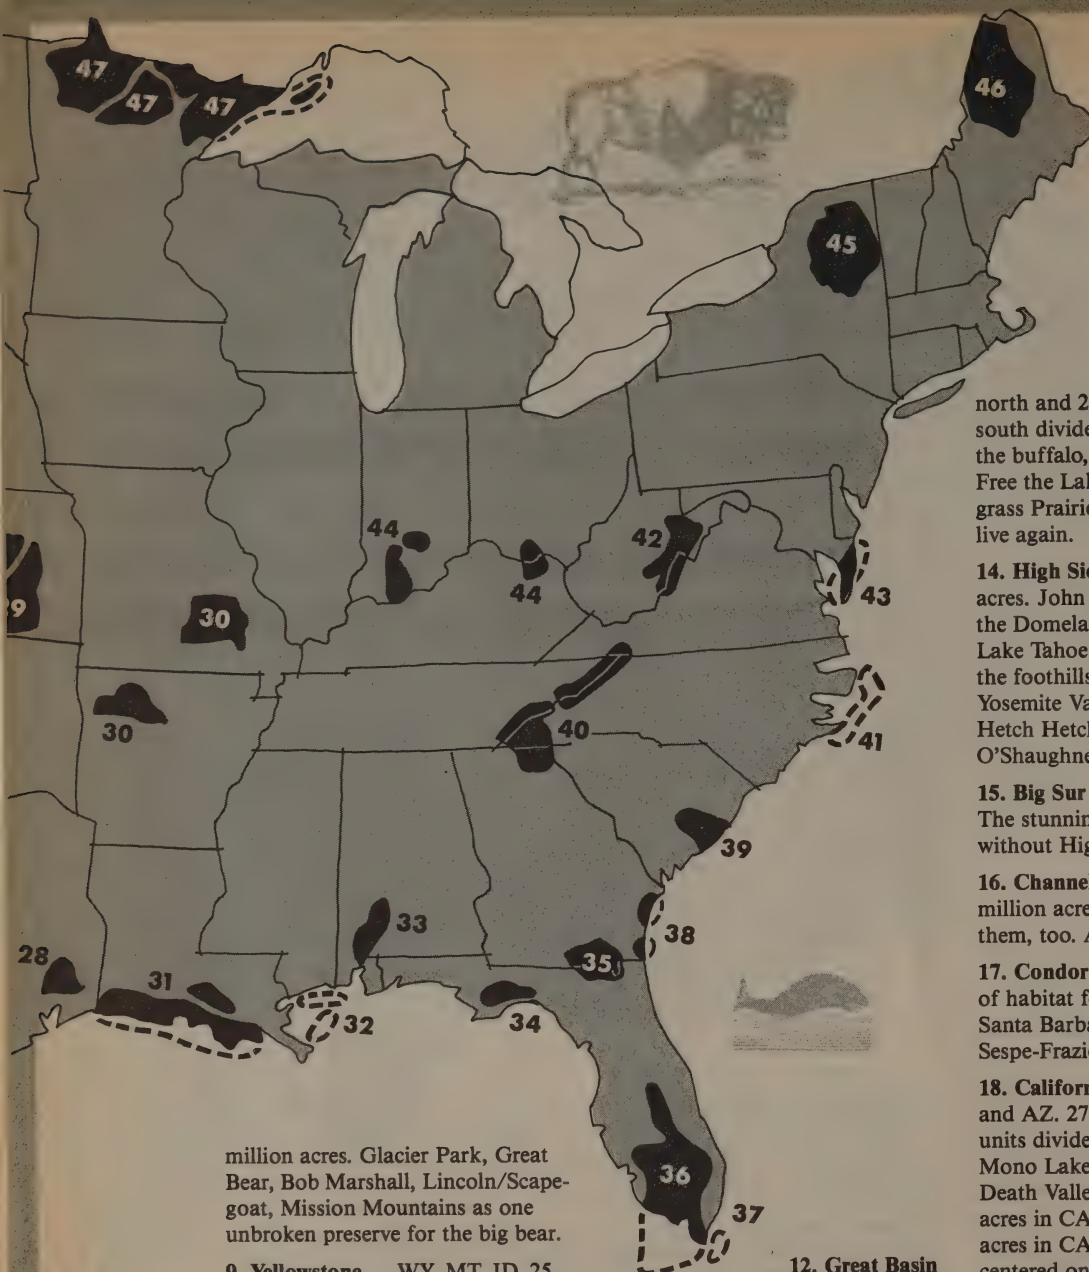 47
47
47
46
45
44
44
42
43
9
30
30
40
41
39
28
31
33
32
38
35
34
36
37
million acres. Glacier Park, Great
Bear, Bob Marshall, Lincoln/Scape-
goat, Mission Mountains as one
unbroken preserve for the big bear.
9. Yellowstone WY, MT, ID. 25
12. Great Basin
north and 2
south divide
the buffalo,
Free the Lal
grass Prairie
live again.
14. High Sie
acres. John
the Domela
Lake Tahoe
the foothills
Yosemite Va
Hetch Hetcl
O'Shaughne
15. Big Sur
The stunnin
without Hig
16. Channel
million acre
them, too. A
17. Condor
of habitat f
Santa Barba
Sespe-Frazie
18. Californ
and AZ. 27
units divide
Mono Lake
Death Valle
acres in CA
acres in CA
centered on